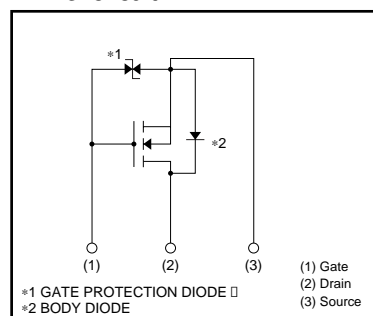 *1
*2
(1) (2) (3)
(1) Gate
(2) Drain
(3) Source
*1 GATE PROTECTION DIODE ▯
*2 BODY DIODE